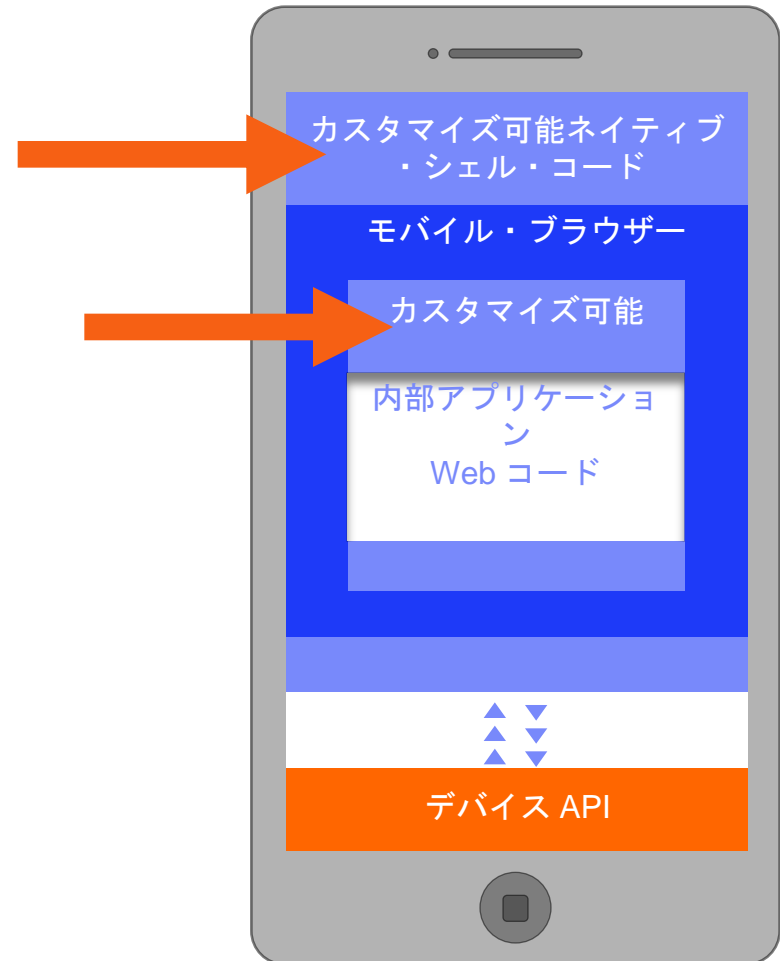 カスタマイズ可能ネイティブ
・シェル・コード
モバイル・ブラウザー
カスタマイズ可能
内部アプリケーショ
ン
Web コード
デバイス API